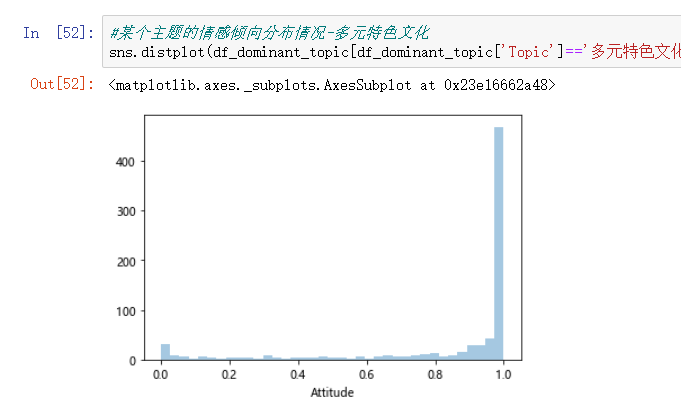 In [52]: #某个主题的情感倾向分布情况-多元特色文化
sns.distplot(df_dominant_topic[df_dominant_topic['Topic']=='多元特色文化
Out[52]: <matplotlib.axes._subplots.AxesSubplot at 0x23e16662a48>
400
300
200
100
0
0.0 0.2 0.4 0.6 0.8 1.0
Attitude